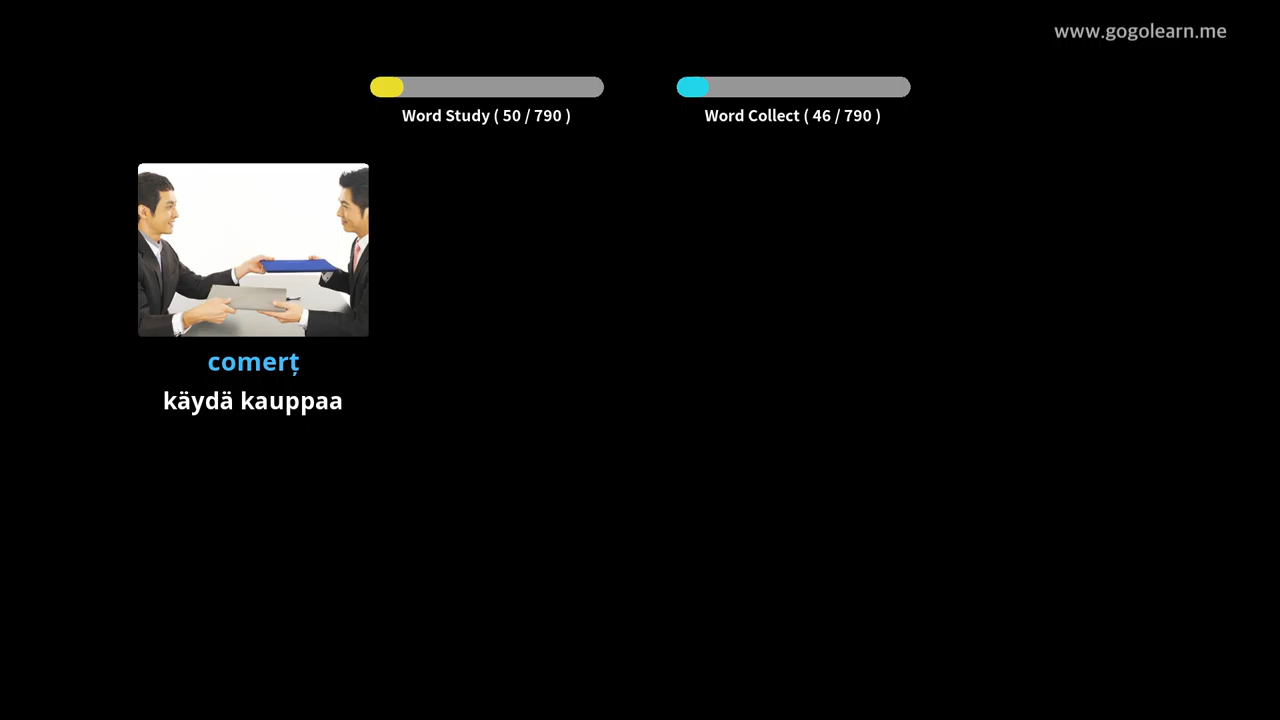 www.gogolearn.me
Word Study ( 50 / 790 )
Word Collect ( 46 / 790 )
comerț
käydä kauppaa